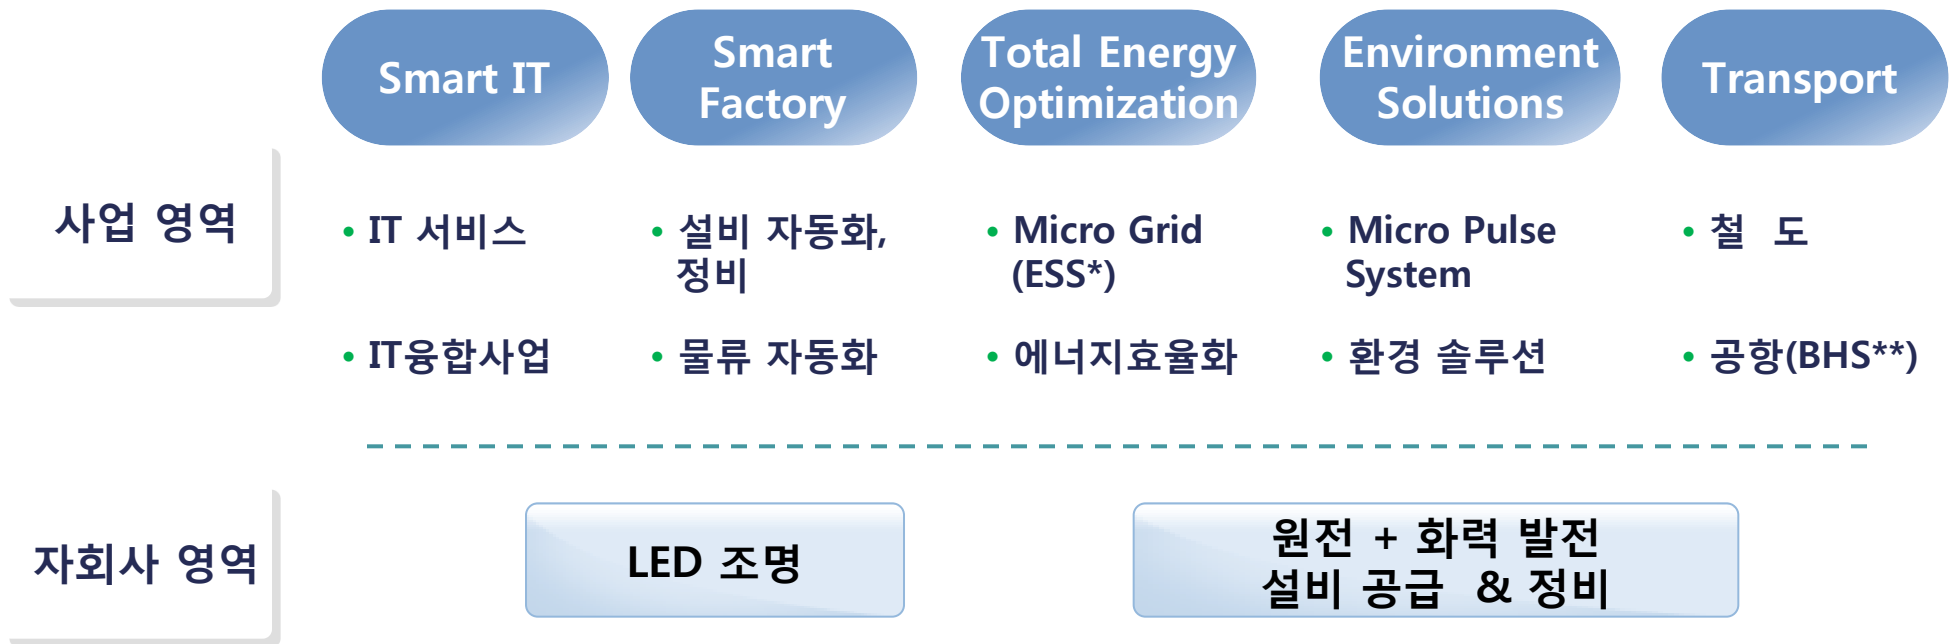 Smart IT
Smart
Factory
Total Energy
Optimization
Environment
Solutions
Transport
사업 영역
• IT 서비스
• 설비 자동화,
정비
• Micro Grid
(ESS*)
• Micro Pulse
System
• 철 도
• IT융합사업
• 물류 자동화
• 에너지효율화
• 환경 솔루션
• 공항(BHS**)
자회사 영역
LED 조명
원전 + 화력 발전
설비 공급 & 정비